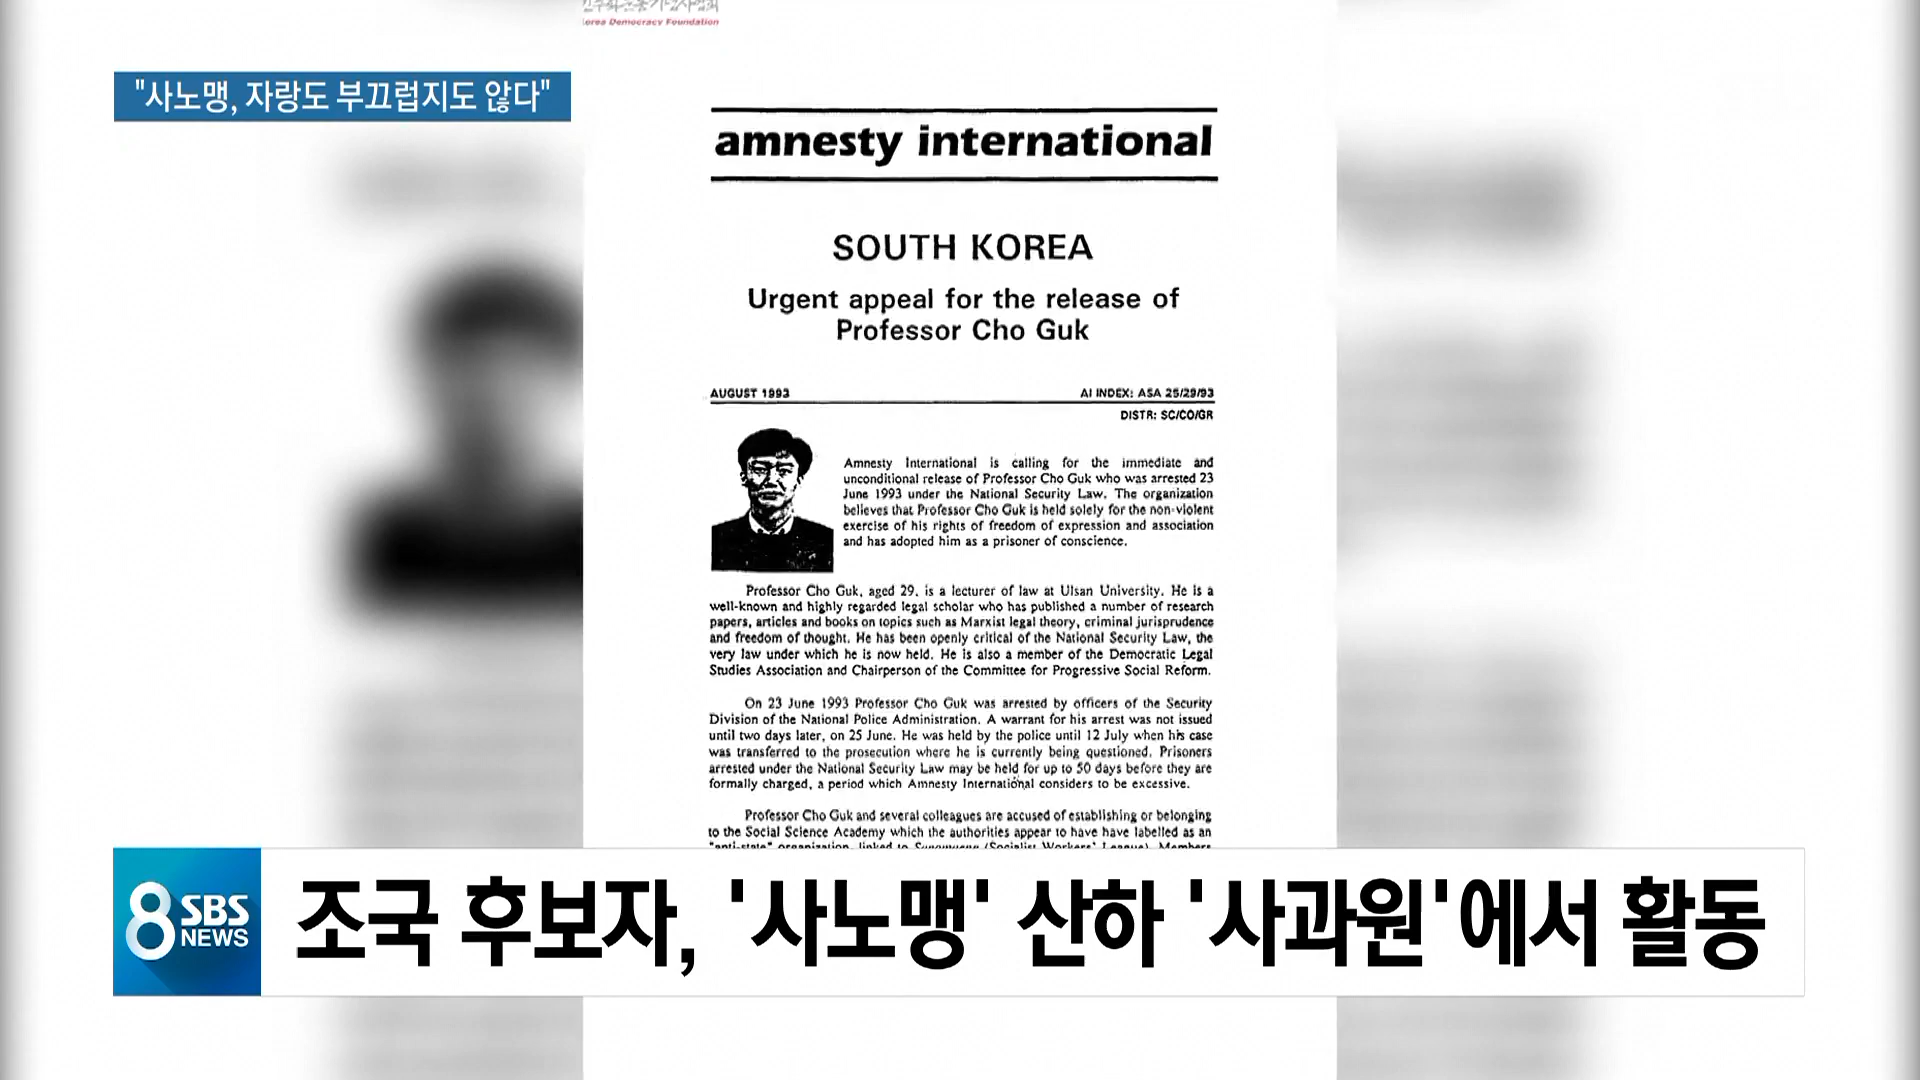 Korea Democracy Foundation
"사노맹, 자랑도 부끄럽지도 않다"
amnesty international
SOUTH KOREA
Urgent appeal for the release of
Professor Cho Guk
AUGUST 1993 AI INDEX: ASA 25/29/93
DISTR: SC/CO/GR
Amnesty International is calling for the immediate and
unconditional release of Professor Cho Guk who was arrested 23
June 1993 under the National Security Law. The organization
believes that Professor Cho Guk is held solely for the non-violent
exercise of his rights of freedom of expression and association
and has adopted him as a prisoner of conscience.
Professor Cho Guk, aged 29, is a lecturer of law at Ulsan University. He is a
well-known and highly regarded legal scholar who has published a number of research
papers, articles and books on topics such as Marxist legal theory, criminal jurisprudence
and freedom of thought. He has been openly critical of the National Security Law, the
very law under which he is now held. He is also a member of the Democratic Legal
Studies Association and Chairperson of the Committee for Progressive Social Reform.
On 23 June 1993 Professor Cho Guk was arrested by officers of the Security
Division of the National Police Administration. A warrant for his arrest was not issued
until two days later, on 25 June. He was held by the police until 12 July when his case
was transferred to the prosecution where he is currently being questioned. Prisoners
arrested under the National Security Law may be held for up to 50 days before they are
formally charged, a period which Amnesty International considers to be excessive.
Professor Cho Guk and several colleagues are accused of establishing or belonging
to the Social Science Academy which the authorities appear to have have labelled as an
"anti-state" organization, linked to Sanomaeng (Socialist Workers' League). Members
8 SBS NEWS
조국 후보자, '사노맹' 산하 '사과원'에서 활동